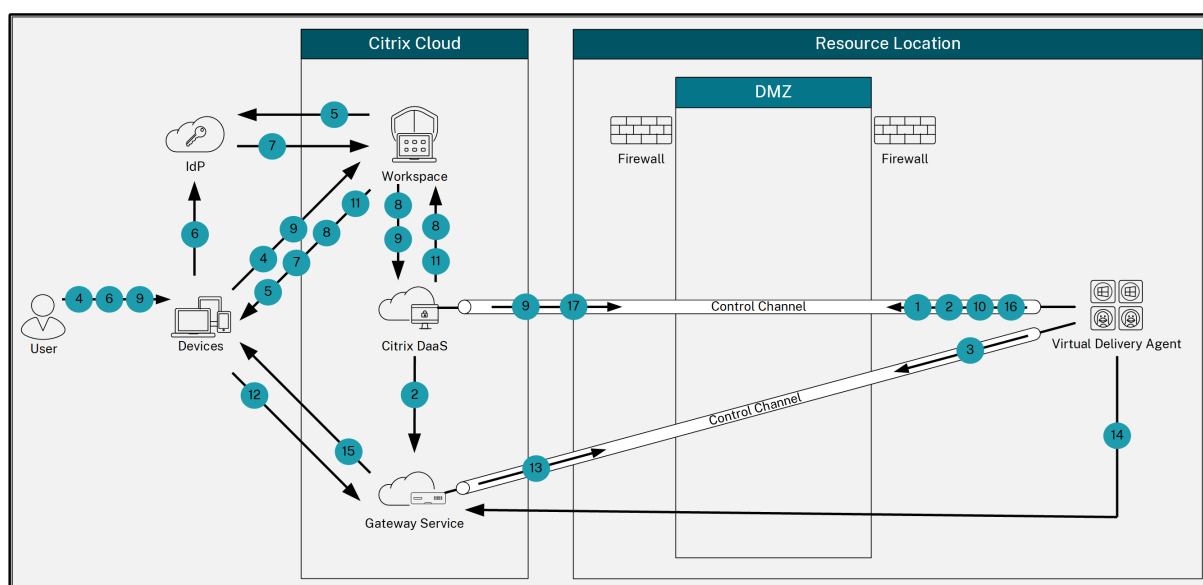 Citrix Cloud
Resource Location
DMZ
5
7
IdP
Workspace
Firewall
Firewall
6
4
9
11
8
7
5
8
9
8
11
4 6 9
User
Devices
Citrix DaaS
9 17
Control Channel
1 2 10 16
Virtual Delivery Agent
3
2
12
15
Control Channel
13
14
Gateway Service